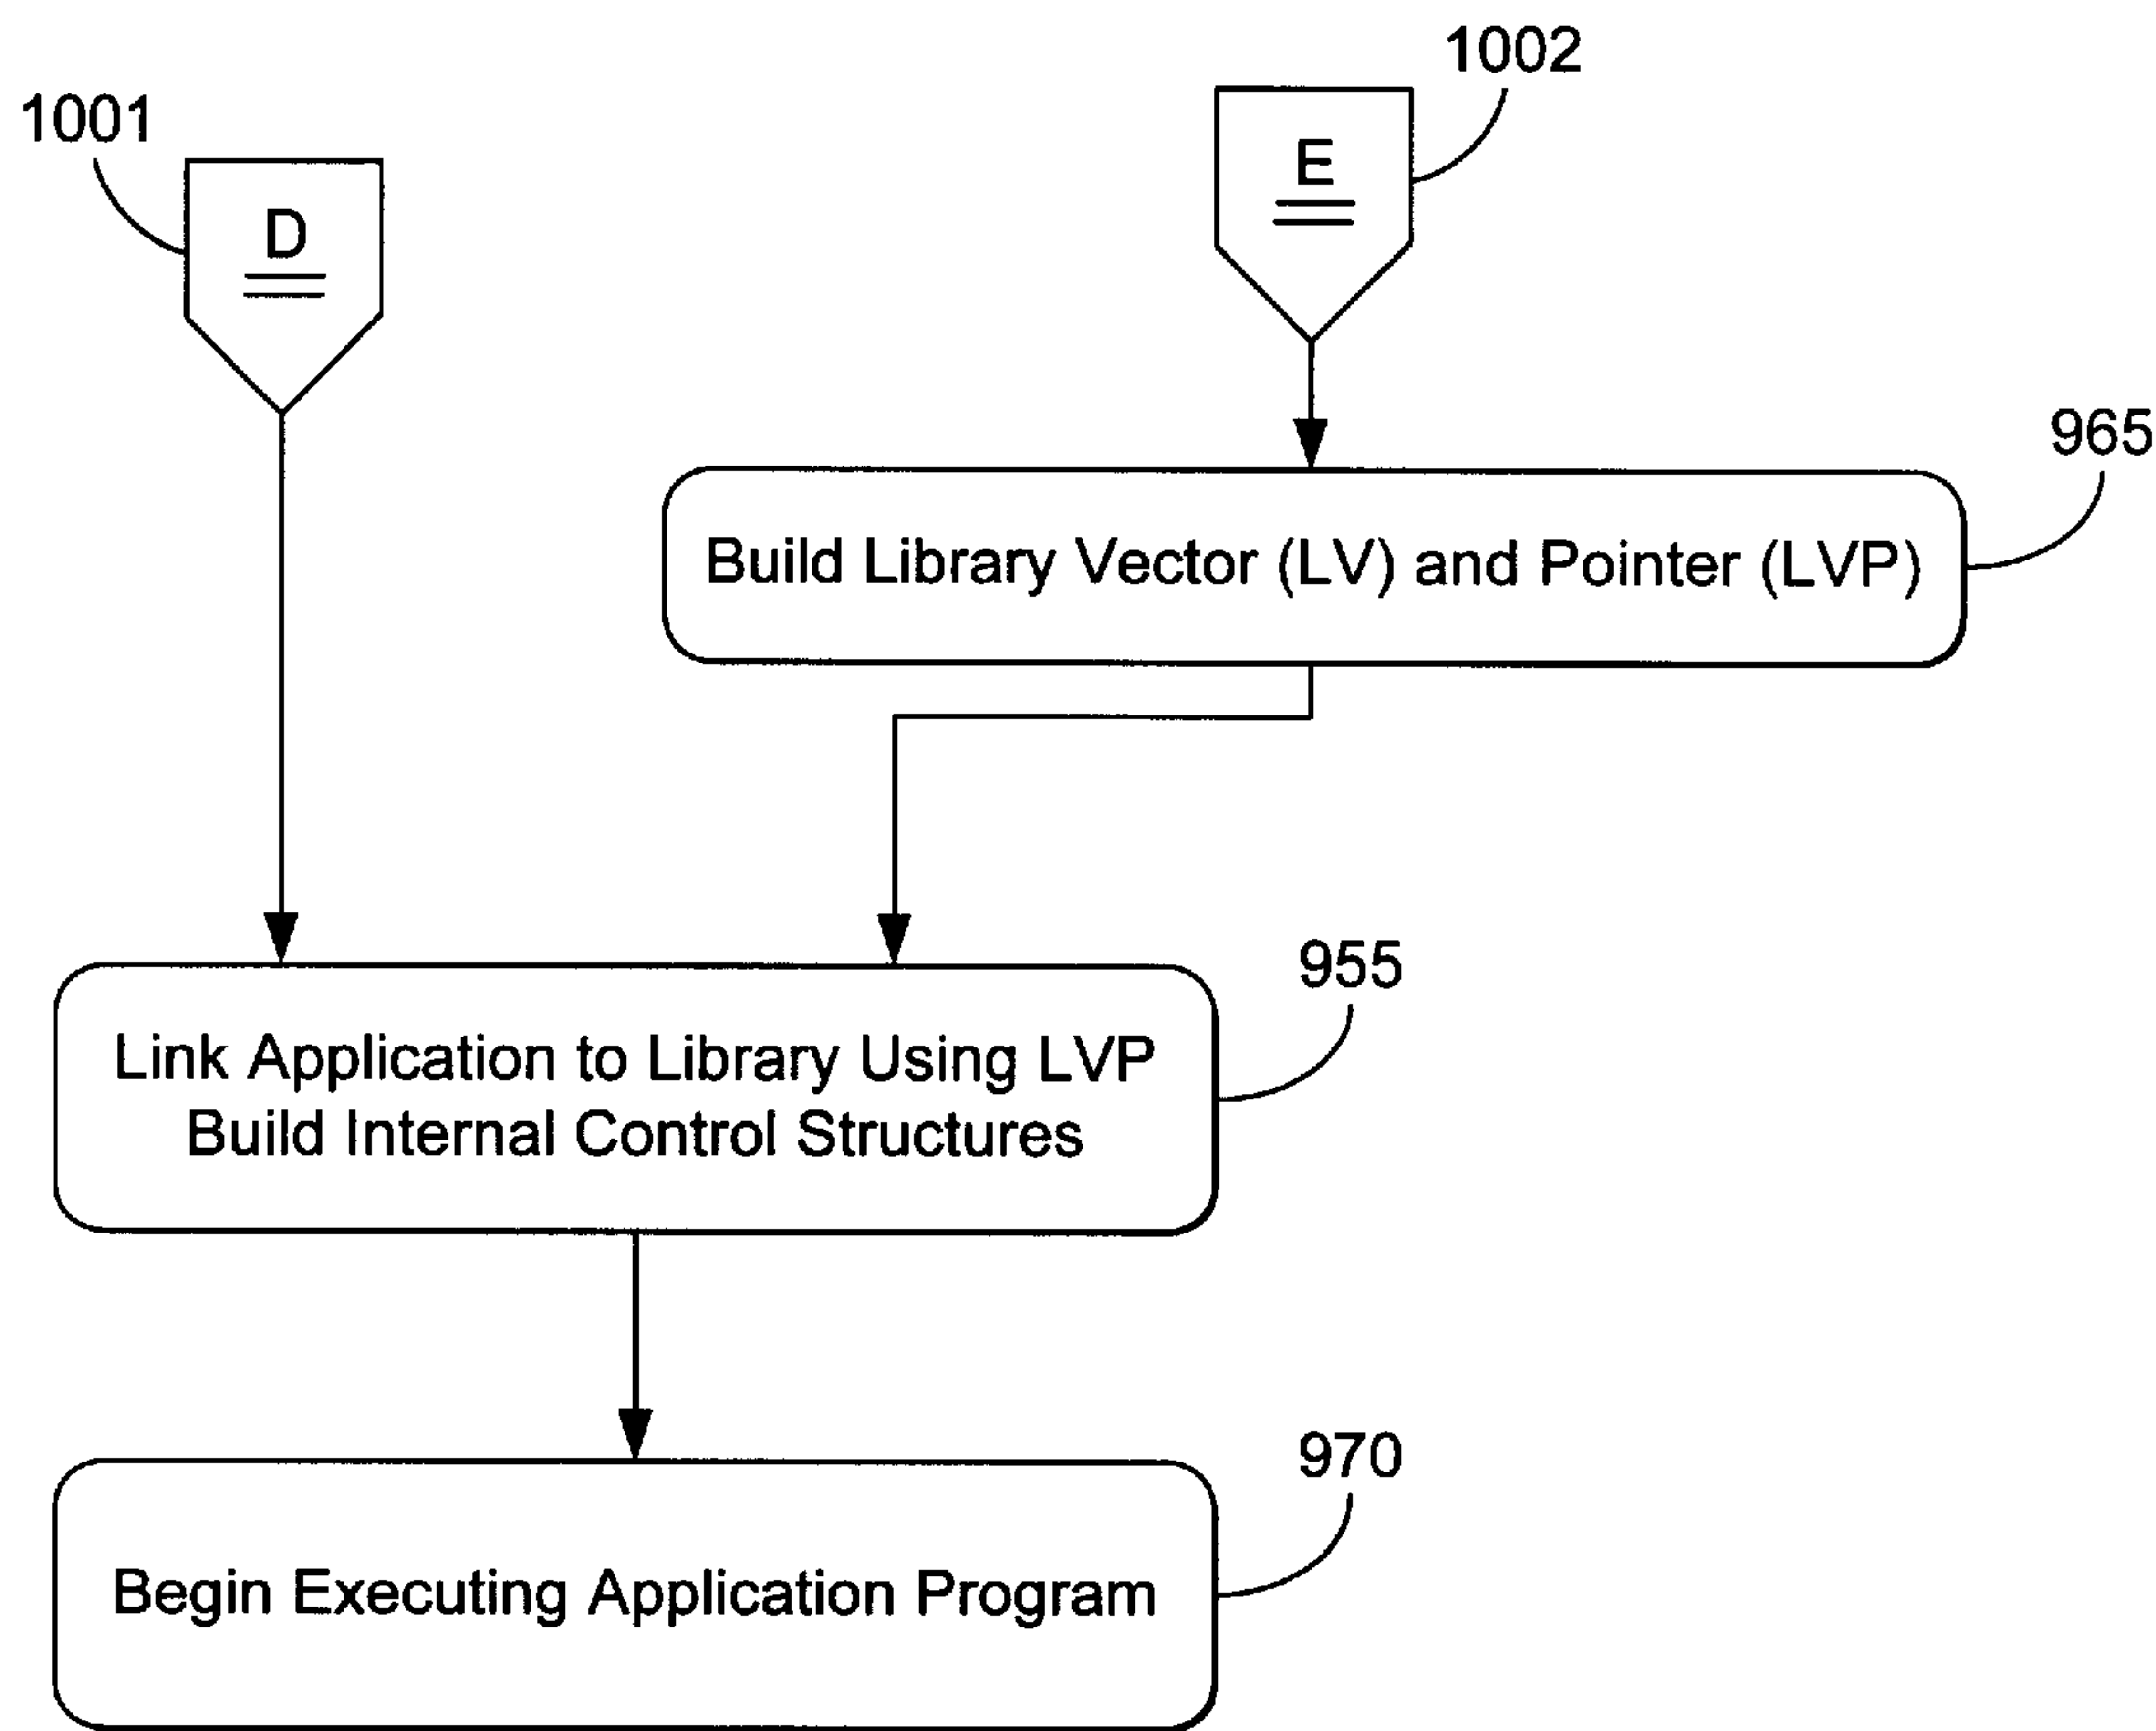 1002
1001
E
D
965
Build Library Vector (LV) and Pointer (LVP)
955
Link Application to Library Using LVP
Build Internal Control Structures
970
Begin Executing Application Program